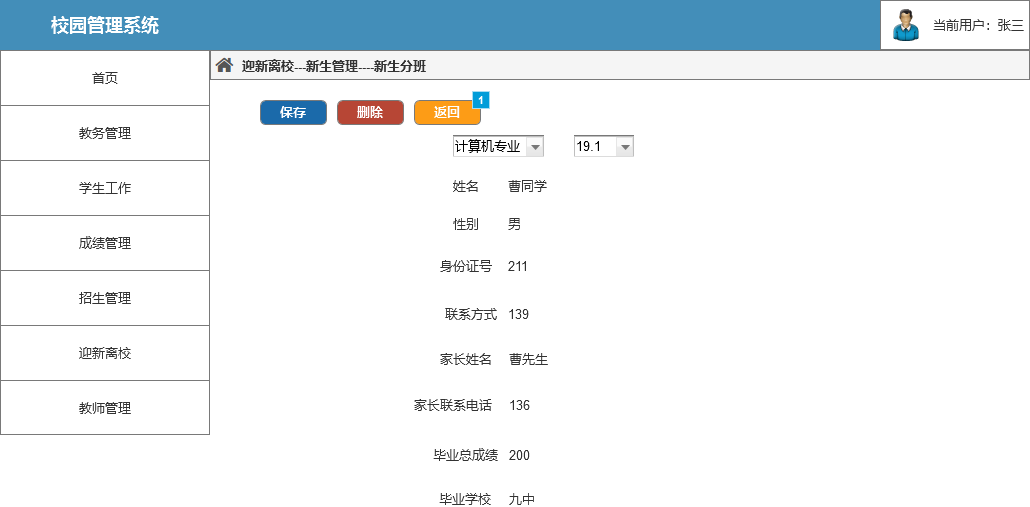 校园管理系统
当前用户：张三
首页
教务管理
学生工作
成绩管理
招生管理
迎新离校
教师管理
迎新离校---新生管理----新生分班
保存 删除 返回 1
计算机专业 19.1
姓名 曹同学
性别 男
身份证号 211
联系方式 139
家长姓名 曹先生
家长联系电话 136
毕业总成绩 200
毕业学校 九中